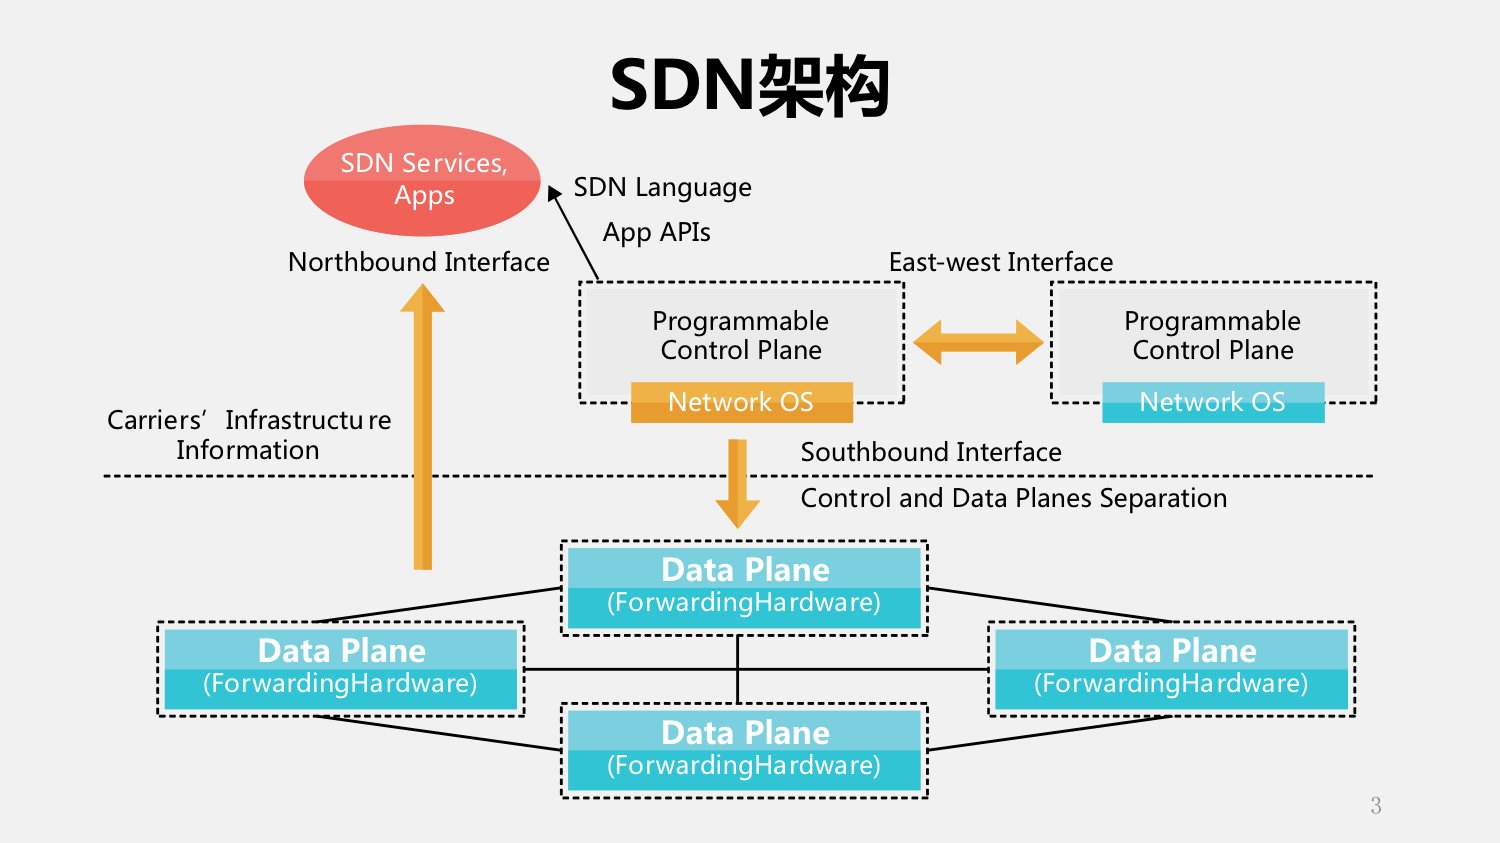 SDN架构
SDN Services,
Apps
SDN Language
App APIs
Northbound Interface
East-west Interface
Programmable
Control Plane
Network OS
Programmable
Control Plane
Network OS
Carriers’ Infrastructure
Information
Southbound Interface
Control and Data Planes Separation
Data Plane
(ForwardingHardware)
Data Plane
(ForwardingHardware)
Data Plane
(ForwardingHardware)
Data Plane
(ForwardingHardware)
3